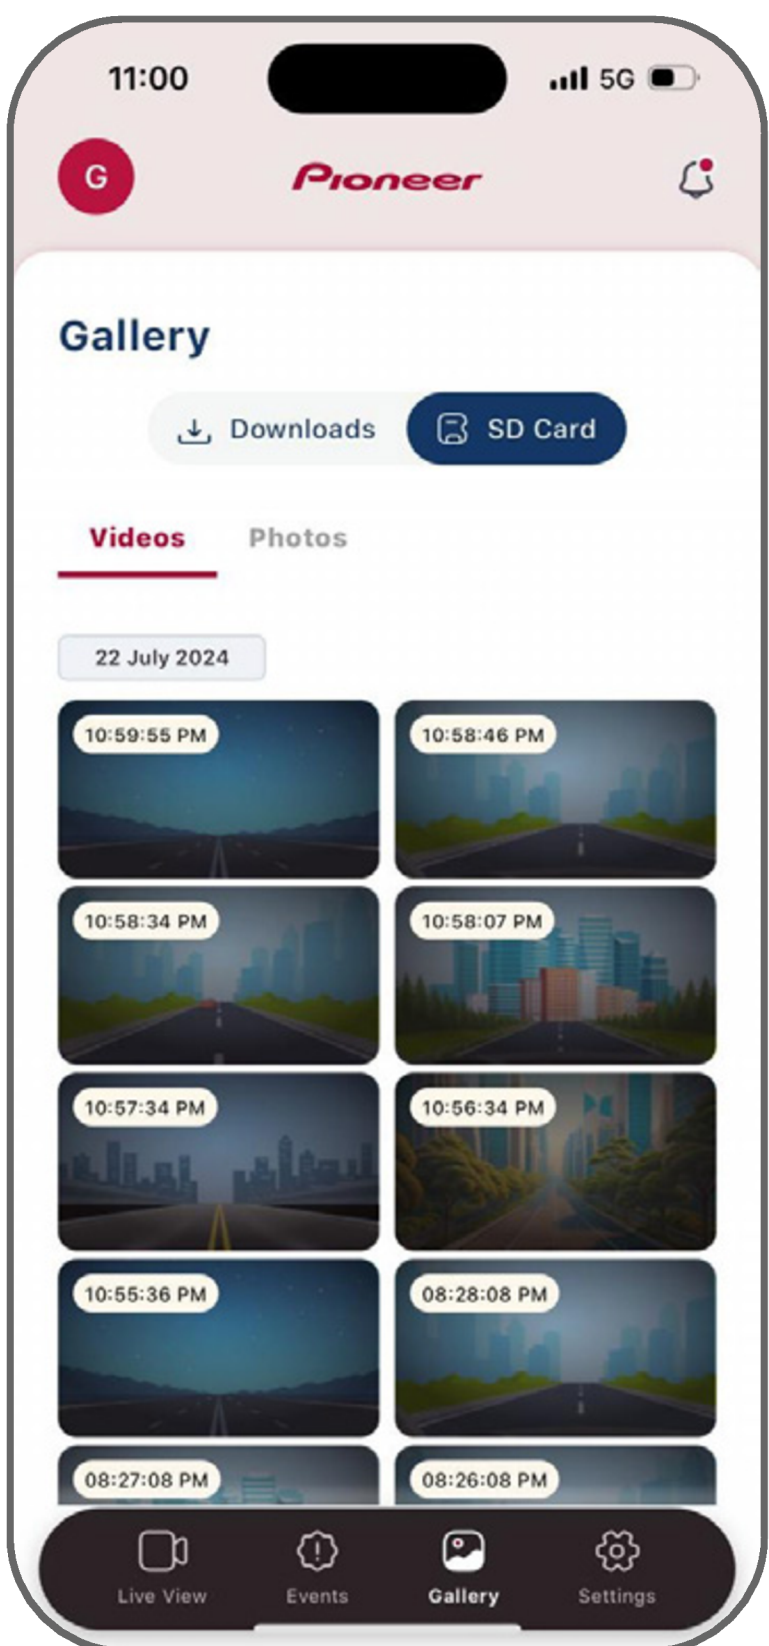 11:00 5G
G Pioneer
Gallery
Downloads SD Card
Videos Photos
22 July 2024
10:59:55 PM 10:58:46 PM
10:58:34 PM 10:58:07 PM
10:57:34 PM 10:56:34 PM
10:55:36 PM 08:28:08 PM
08:27:08 PM 08:26:08 PM
Live View Events Gallery Settings